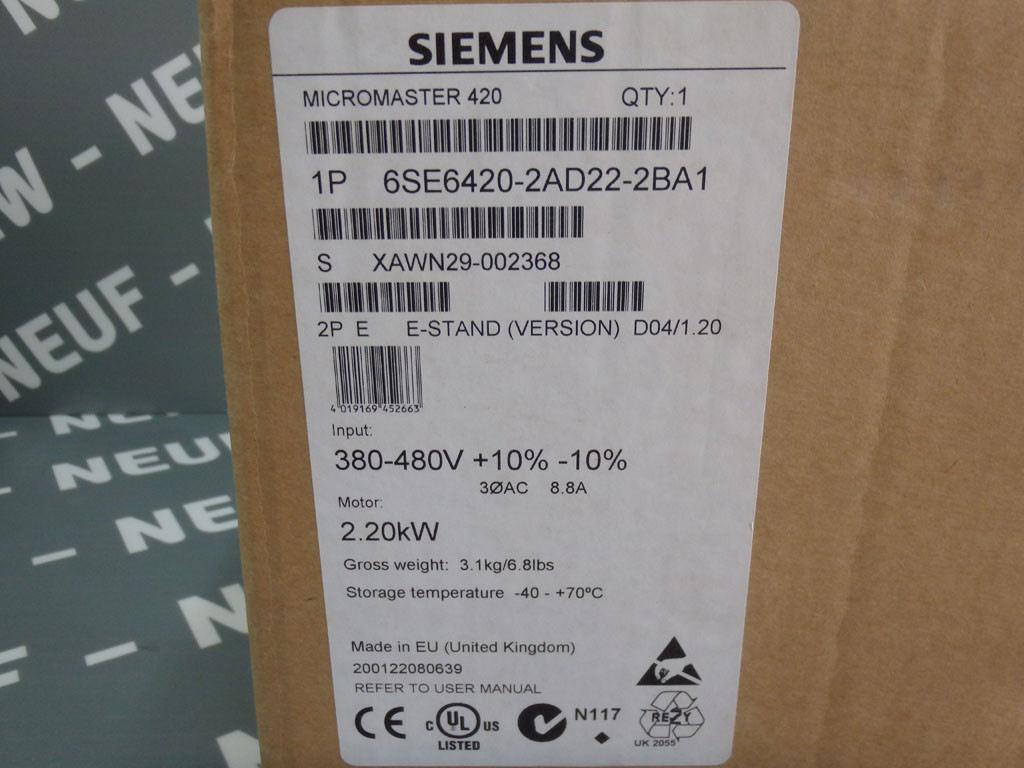 SIEMENS
MICROMASTER 420 QTY:1
1P 6SE6420-2AD22-2BA1
S XAWN29-002368
2P E E-STAND (VERSION) D04/1.20
4 019169 452663
Input:
380-480V +10% -10%
3ØAC 8.8A
Motor:
2.20kW
Gross weight: 3.1kg/6.8lbs
Storage temperature -40 - +70ºC
Made in EU (United Kingdom)
200122080639
REFER TO USER MANUAL
CE c UL US LISTED N117
RESY
UK 2055
NEUF -
- NEUF
- NE